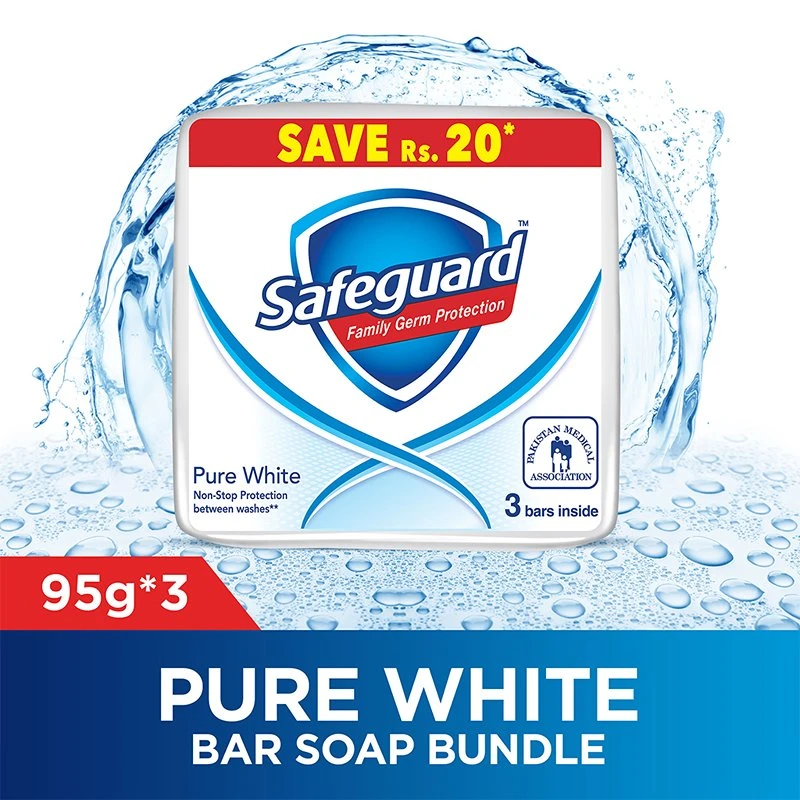 SAVE Rs. 20*
Safeguard™
Family Germ Protection
PAKISTAN MEDICAL
ASSOCIATION
Pure White
Non-Stop Protection
between washes**
3 bars inside
95g*3
PURE WHITE
BAR SOAP BUNDLE